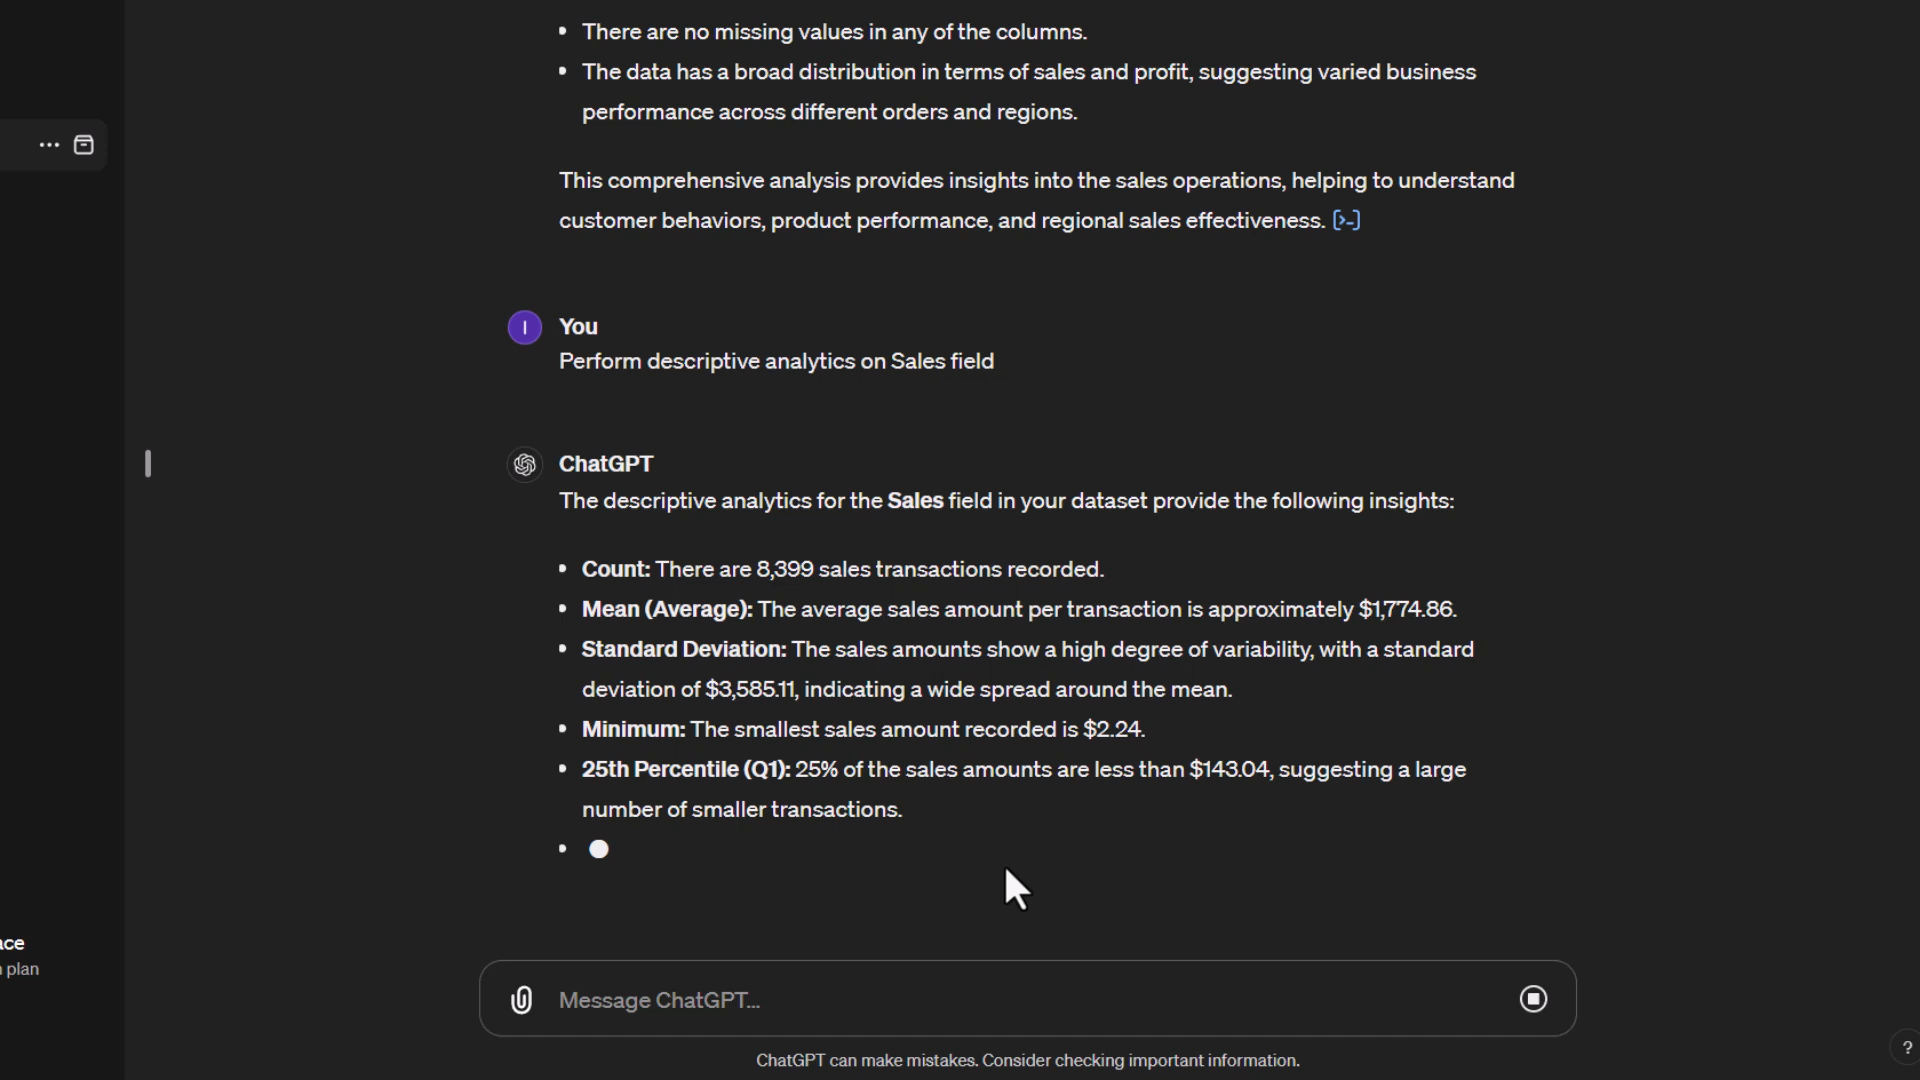 • There are no missing values in any of the columns.
• The data has a broad distribution in terms of sales and profit, suggesting varied business
performance across different orders and regions.
This comprehensive analysis provides insights into the sales operations, helping to understand
customer behaviors, product performance, and regional sales effectiveness. [>-]
I You
Perform descriptive analytics on Sales field
ChatGPT
The descriptive analytics for the Sales field in your dataset provide the following insights:
• Count: There are 8,399 sales transactions recorded.
• Mean (Average): The average sales amount per transaction is approximately $1,774.86.
• Standard Deviation: The sales amounts show a high degree of variability, with a standard
deviation of $3,585.11, indicating a wide spread around the mean.
• Minimum: The smallest sales amount recorded is $2.24.
• 25th Percentile (Q1): 25% of the sales amounts are less than $143.04, suggesting a large
number of smaller transactions.
ace
plan
Message ChatGPT...
ChatGPT can make mistakes. Consider checking important information.
?